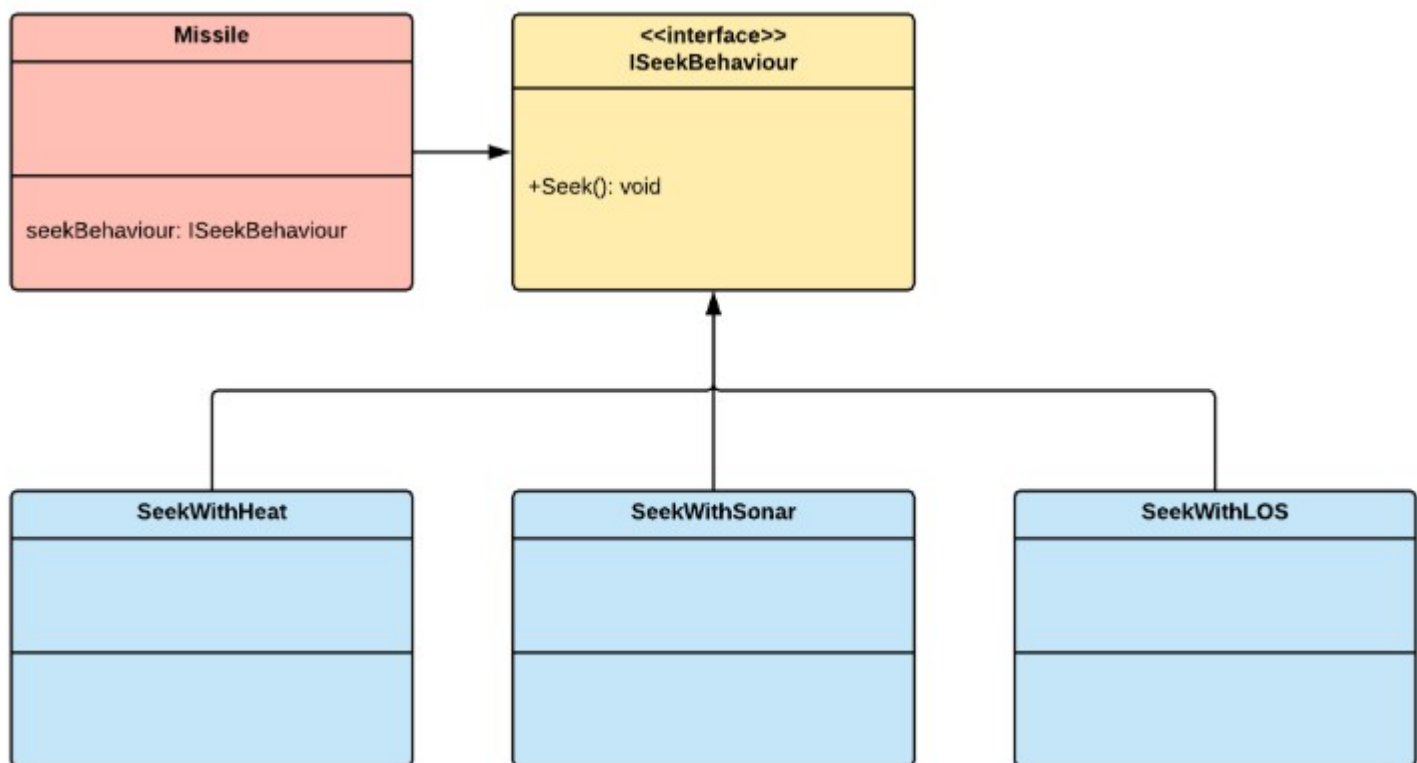 Missile
seekBehaviour: ISeekBehaviour
<<interface>>
ISeekBehaviour
+Seek(): void
SeekWithHeat
SeekWithSonar
SeekWithLOS